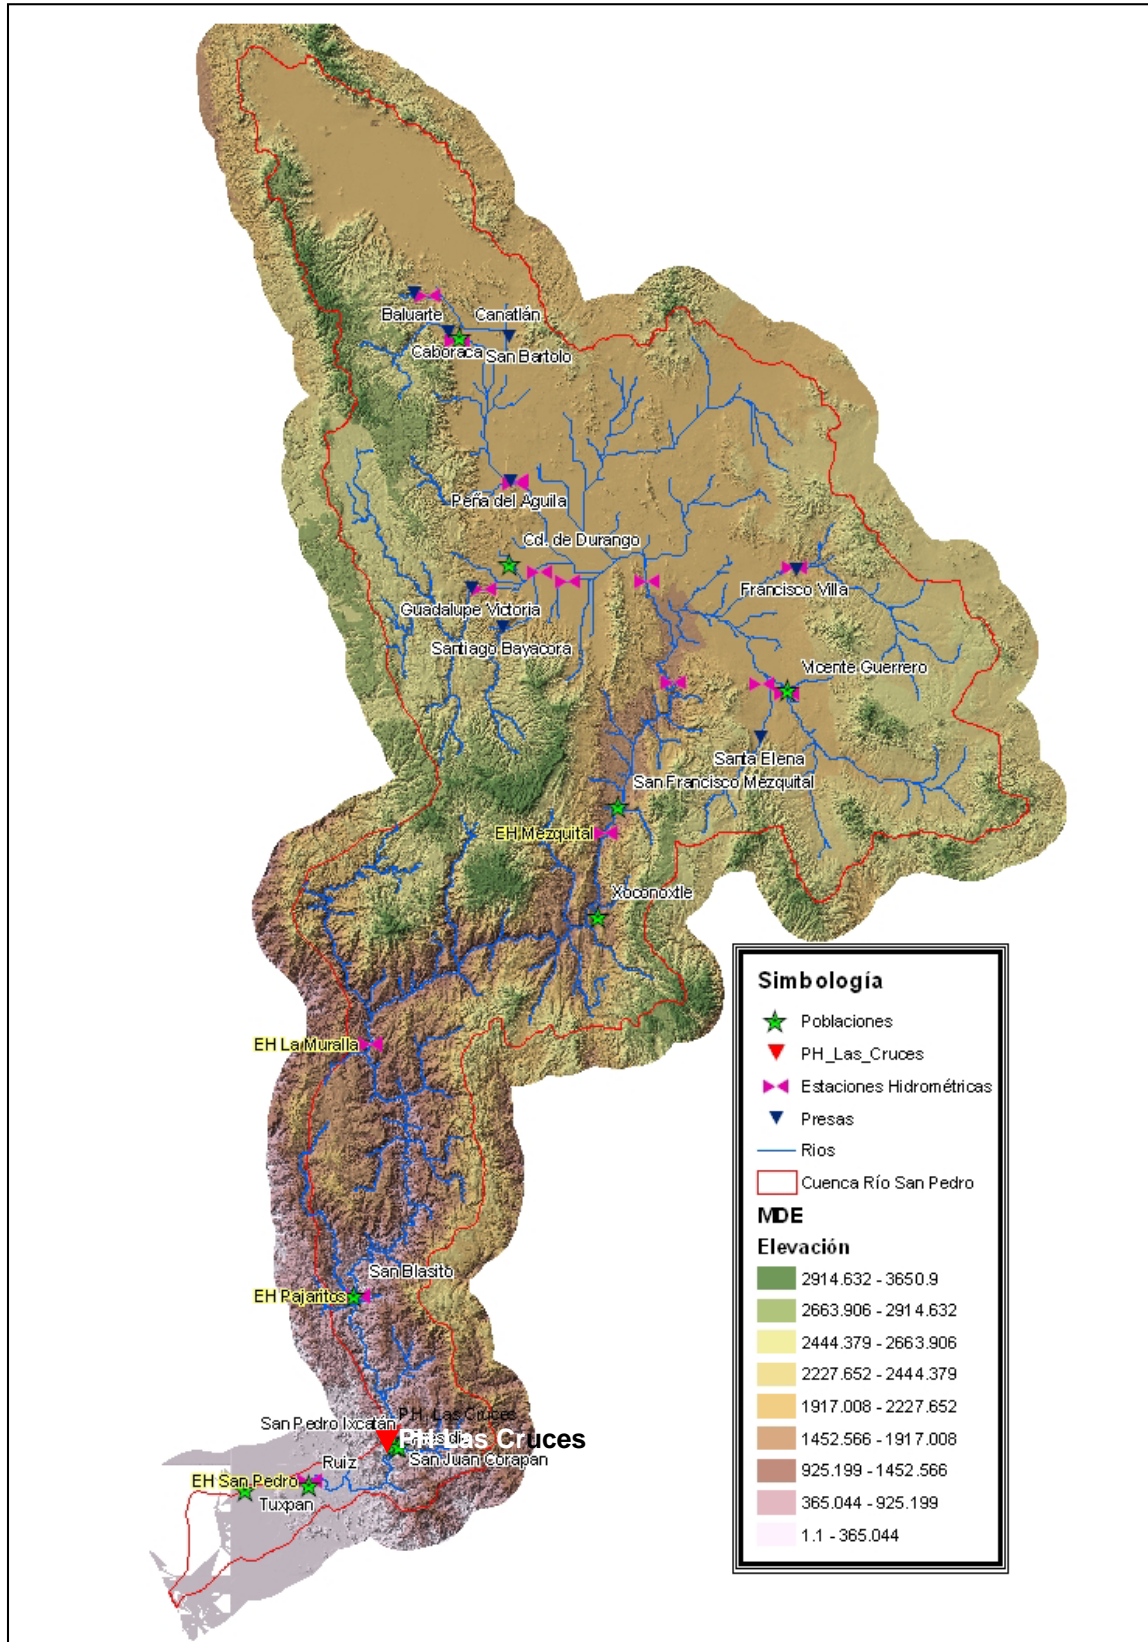 Baluarte
Canatlán
Caboraca
San Bartolo
Peña del Aguila
Cd. de Durango
Guadalupe Victoria
Francisco Villa
Santiago Bayacora
Vicente Guerrero
Santa Elena
San Francisco Mezquital
EH Mezquital
Xoconoxtle
EH La Muralla
San Blasito
EH Pajaritos
PH_Las_Cruces
San Pedro Ixcatan
PH Las Cruces
San Juan Corapan
Ruiz
EH San Pedro
Tuxpan
Simbología
Poblaciones
PH_Las_Cruces
Estaciones Hidrométricas
Presas
Rios
Cuenca Río San Pedro
MDE
Elevación
2914.632 - 3650.9
2663.906 - 2914.632
2444.379 - 2663.906
2227.652 - 2444.379
1917.008 - 2227.652
1452.566 - 1917.008
925.199 - 1452.566
365.044 - 925.199
1.1 - 365.044